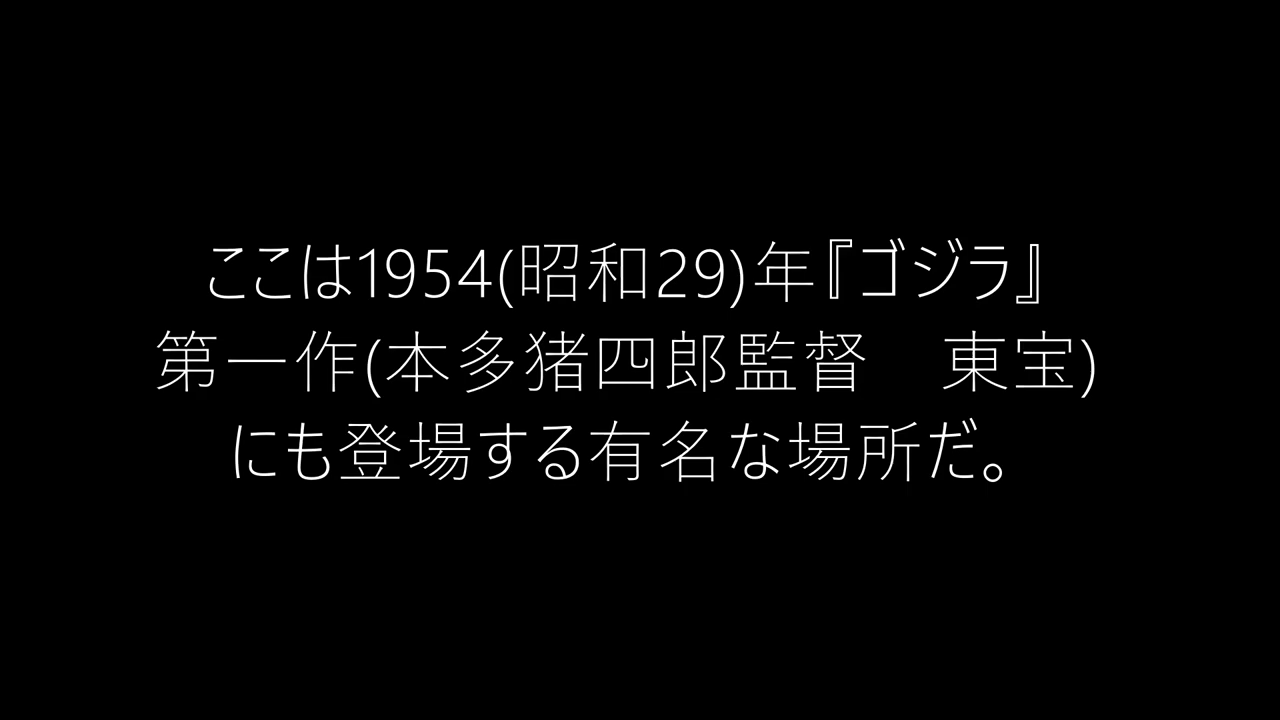 ここは1954(昭和29)年『ゴジラ』
第一作(本多猪四郎監督　東宝)
にも登場する有名な場所だ。